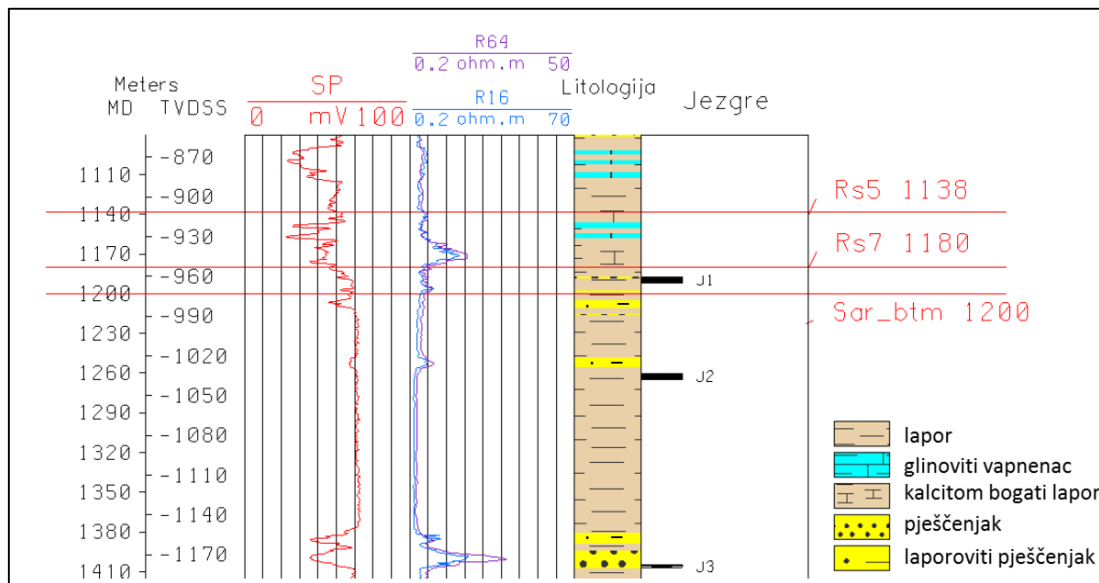 R64
0.2 ohm.m 50
Meters
MD TVDSS
SP
0 mV 100
R16
0.2 ohm.m 70
Litologija
Jezgre
-870
1110
-900
Rs5 1138
1140
-930
Rs7 1180
1170
-960
J1
1200
Sar_btm 1200
-990
1230
-1020
1260
J2
-1050
1290
-1080
1320
-1110
1350
-1140
1380
-1170
1410
J3
lapor
glinoviti vapnenac
kalcitom bogati lapor
pješčenjak
laporoviti pješčenjak